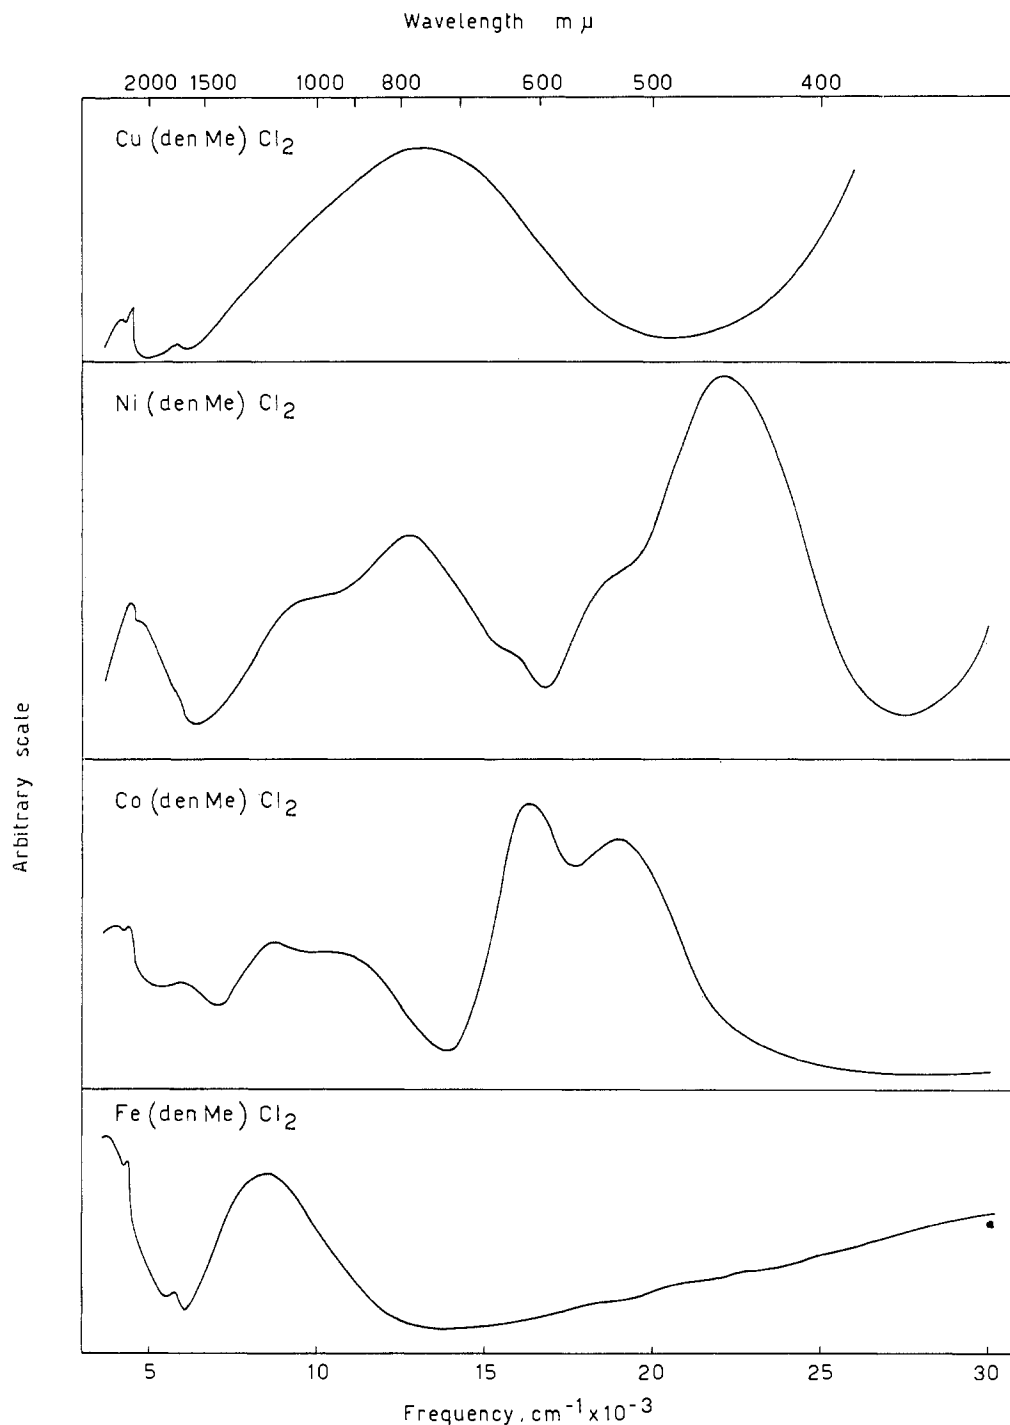 Wavelength mμ
2000 1500 1000 800 600 500 400
Cu (den Me) Cl2
Ni (den Me) Cl2
Co (den Me) Cl2
Fe (den Me) Cl2
Arbitrary scale
5 10 15 20 25 30
Frequency, cm-1 x10-3